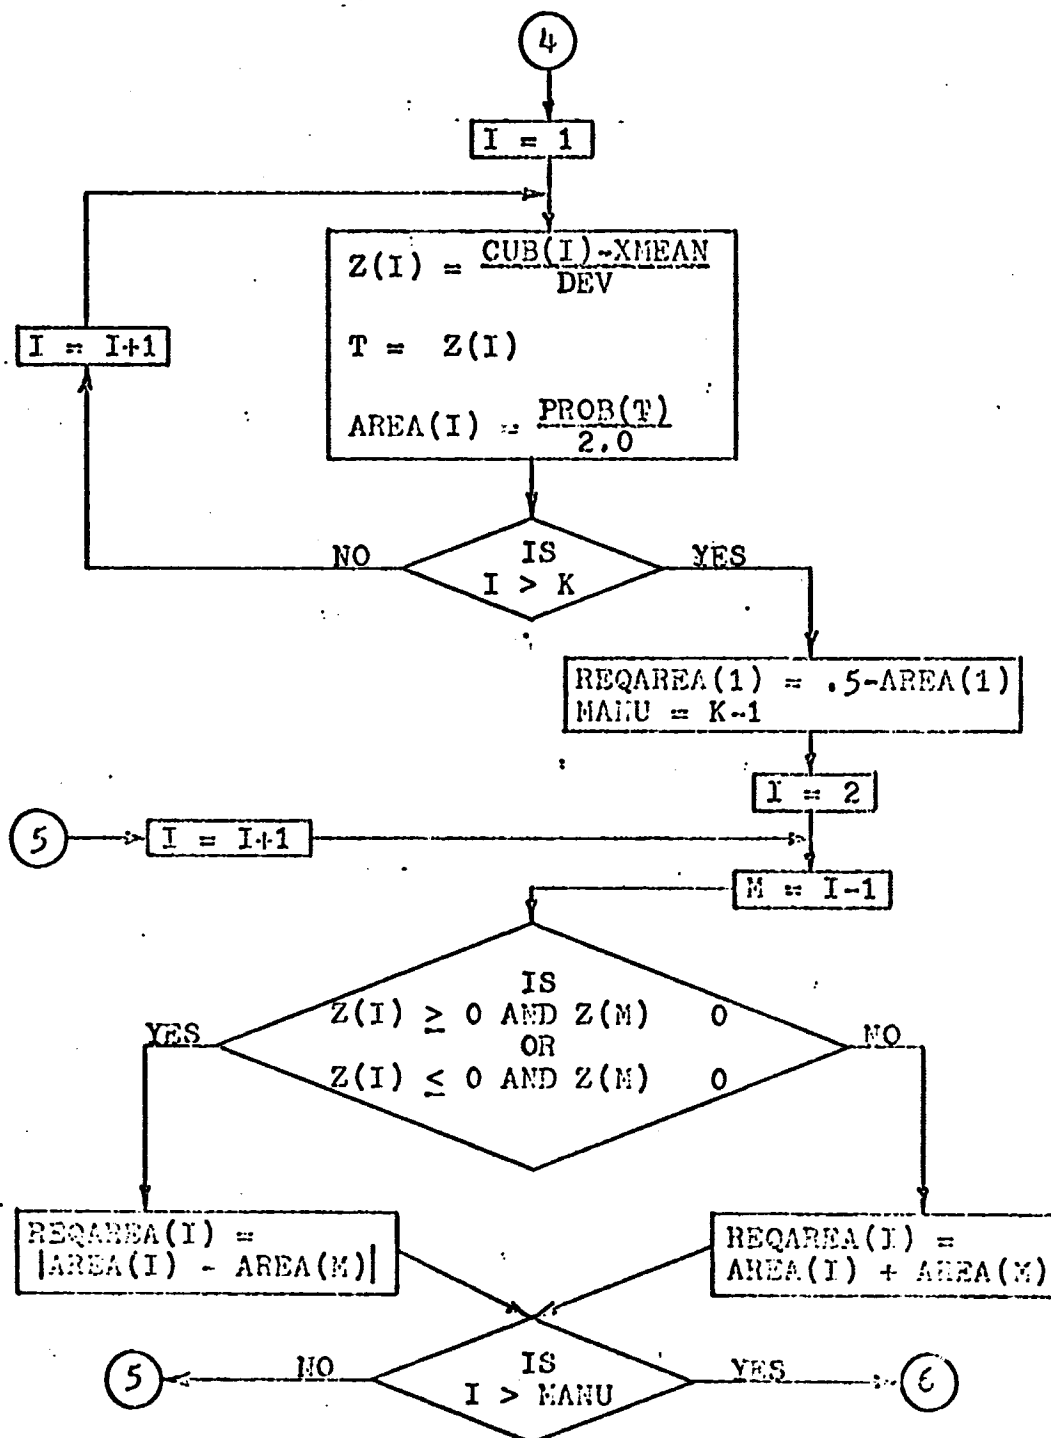 4
I = 1
Z(I) = CUB(I)-XMEAN
DEV
I = I+1
T = Z(I)
AREA(I) = PROB(T)
2.0
NO
IS
YES
I > K
REQAREA(1) = .5-AREA(1)
MANU = K-1
I = 2
5
I = I+1
M = I-1
IS
Z(I) ≥ 0 AND Z(M) 0
YES
OR
NO
Z(I) ≤ 0 AND Z(M) 0
REQAREA(I) =
|AREA(I) - AREA(M)|
REQAREA(I) =
AREA(I) + AREA(M)
5
NO
IS
I > MANU
YES
6